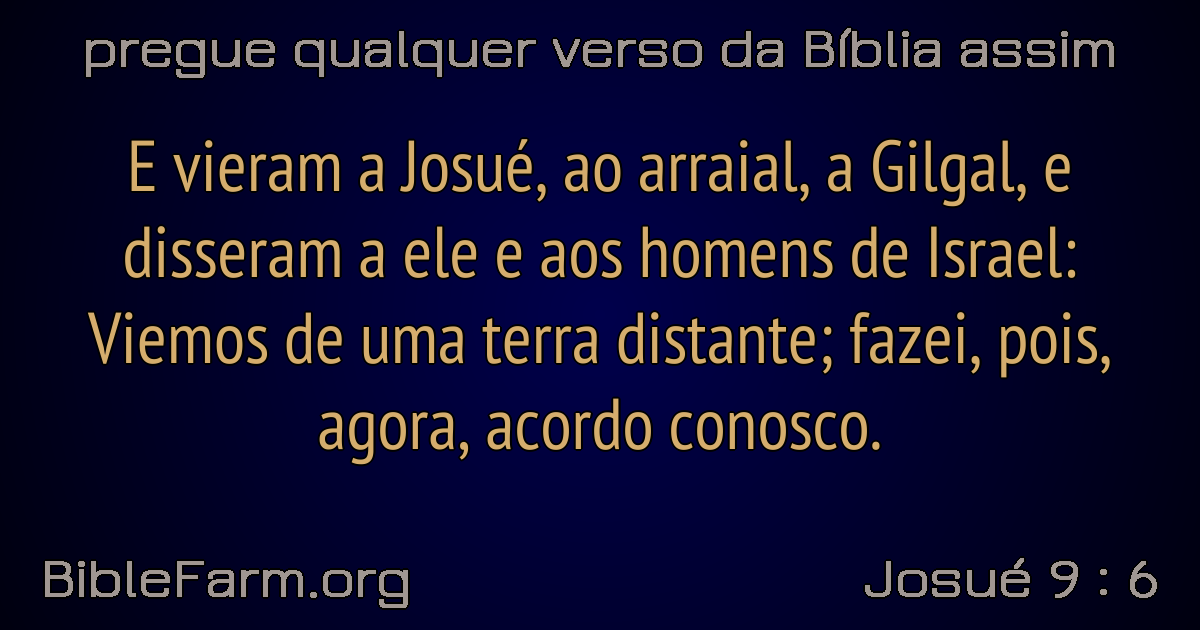 pregue qualquer verso da Bíblia assim
E vieram a Josué, ao arraial, a Gilgal, e
disseram a ele e aos homens de Israel:
Viemos de uma terra distante; fazei, pois,
agora, acordo conosco.
BibleFarm.org
Josué 9 : 6